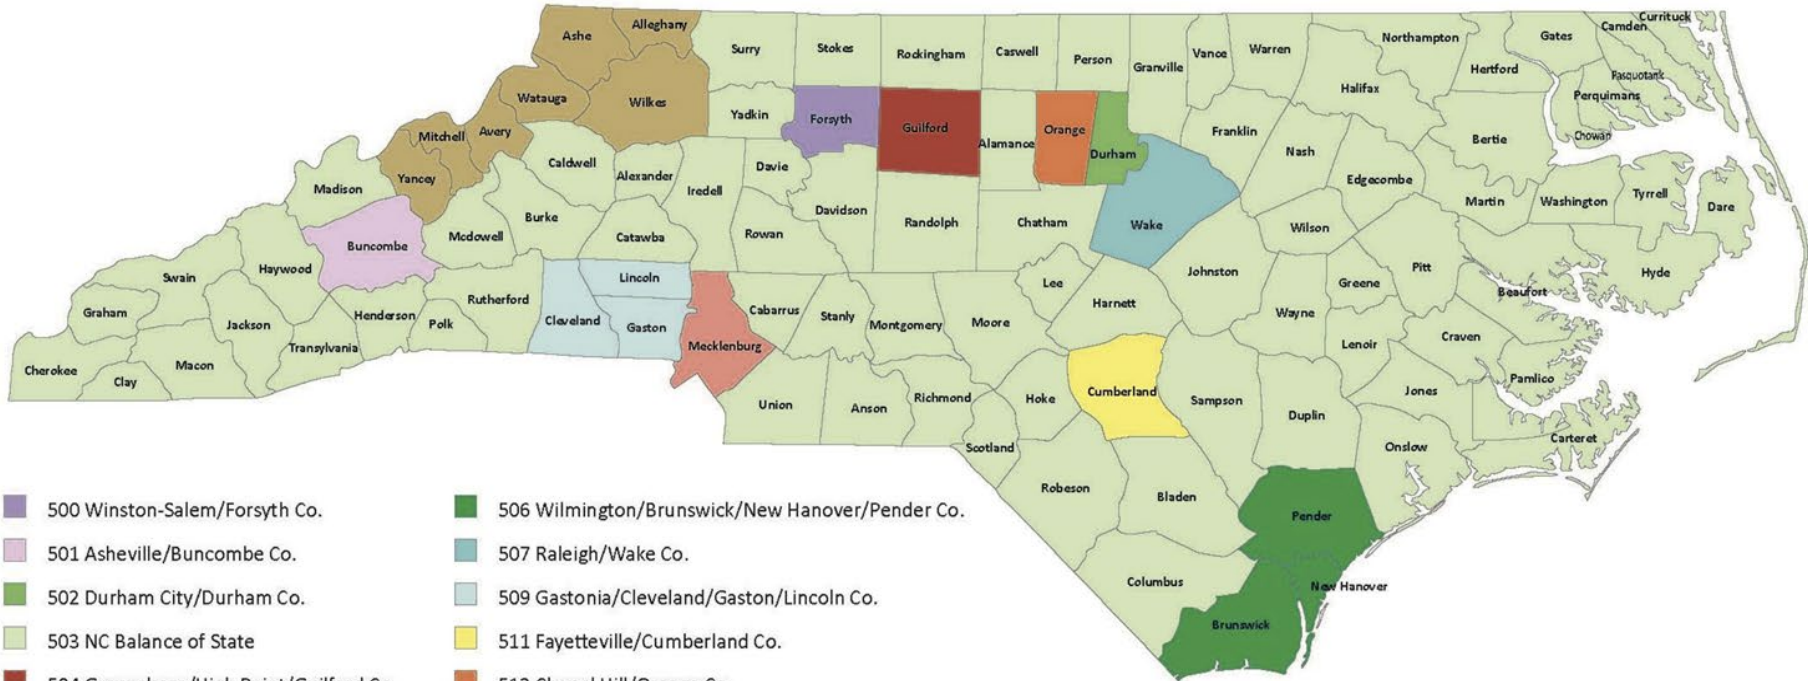 Alleghany
Ashe
Currituck
Camden
Surry
Stokes
Rockingham
Caswell
Person
Granville
Vance
Warren
Northampton
Gates
Hertford
Pasquotank
Halifax
Perquimans
Watauga
Wilkes
Yadkin
Forsyth
Guilford
Alamance
Orange
Durham
Franklin
Nash
Bertie
Chowan
Mitchell
Avery
Yancey
Caldwell
Alexander
Davie
Iredell
Edgecombe
Madison
Burke
Davidson
Randolph
Chatham
Wake
Wilson
Martin
Washington
Tyrrell
Dare
Buncombe
Mcdowell
Catawba
Rowan
Haywood
Swain
Lincoln
Lee
Johnston
Pitt
Hyde
Greene
Beaufort
Graham
Jackson
Henderson
Polk
Rutherford
Cleveland
Gaston
Cabarrus
Stanly
Montgomery
Moore
Harnett
Wayne
Lenoir
Craven
Transylvania
Mecklenburg
Cherokee
Clay
Macon
Union
Anson
Richmond
Hoke
Cumberland
Sampson
Duplin
Jones
Pamlico
Scotland
Onslow
Carteret
Robeson
Bladen
Pender
Columbus
New Hanover
Brunswick
500 Winston-Salem/Forsyth Co.
501 Asheville/Buncombe Co.
502 Durham City/Durham Co.
503 NC Balance of State
506 Wilmington/Brunswick/New Hanover/Pender Co.
507 Raleigh/Wake Co.
509 Gastonia/Cleveland/Gaston/Lincoln Co.
511 Fayetteville/Cumberland Co.